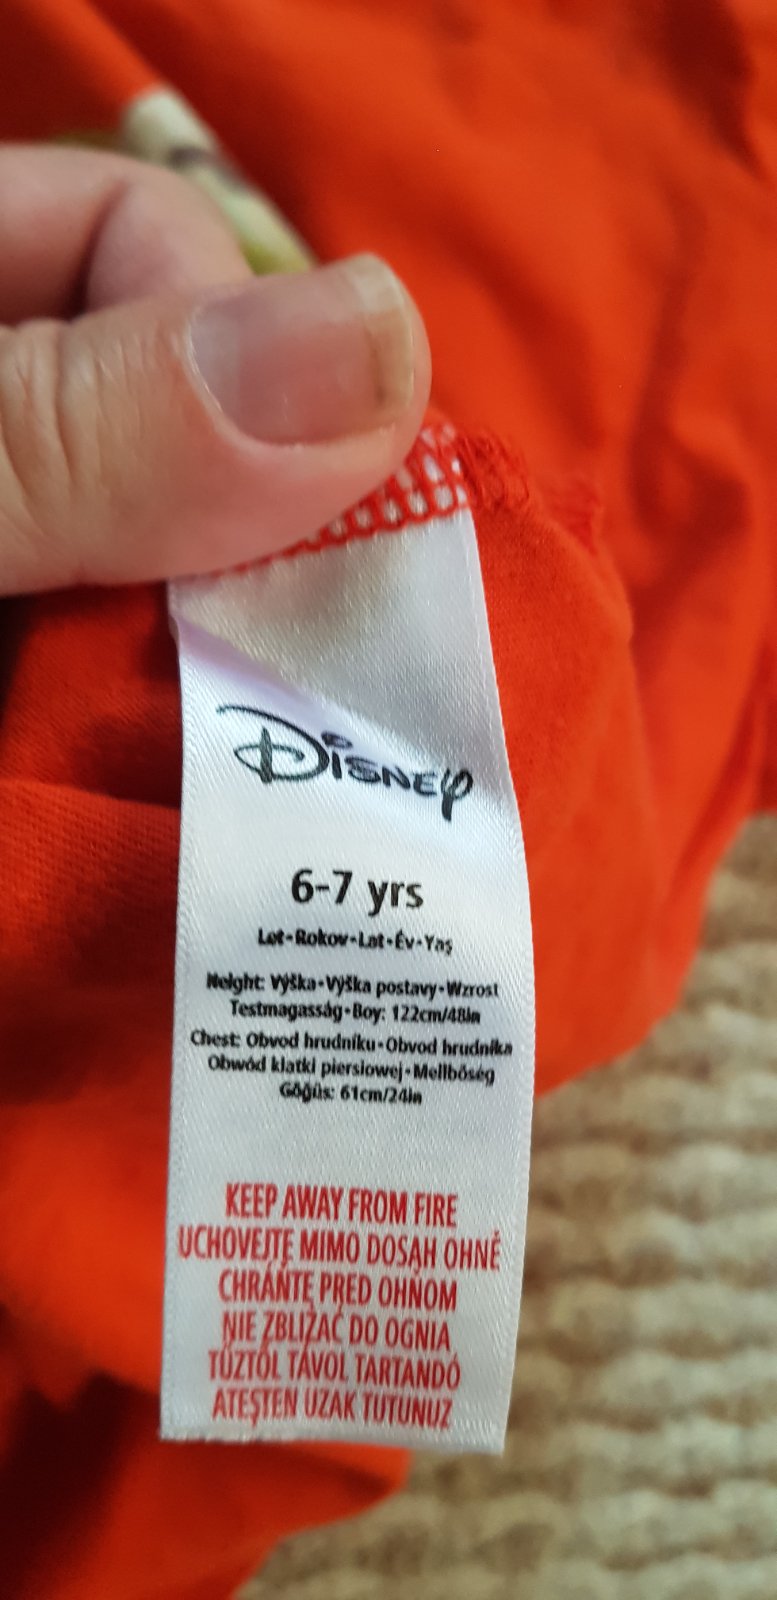 Disney
6-7 yrs
Let•Rokov•Lat•Év•Yaş
Height: Výška•Výška postavy•Wzrost
Testmagasság•Boy: 122cm/48in
Chest: Obvod hrudníku•Obvod hrudníka
Obwód klatki piersiowej•Mellbőség
Göğüs: 61cm/24in
KEEP AWAY FROM FIRE
UCHOVEJTE MIMO DOSAH OHNĚ
CHRÁŇTE PRED OHŇOM
NIE ZBLIŻAĆ DO OGNIA
TŰZTŐL TÁVOL TARTANDÓ
ATEŞTEN UZAK TUTUNUZ